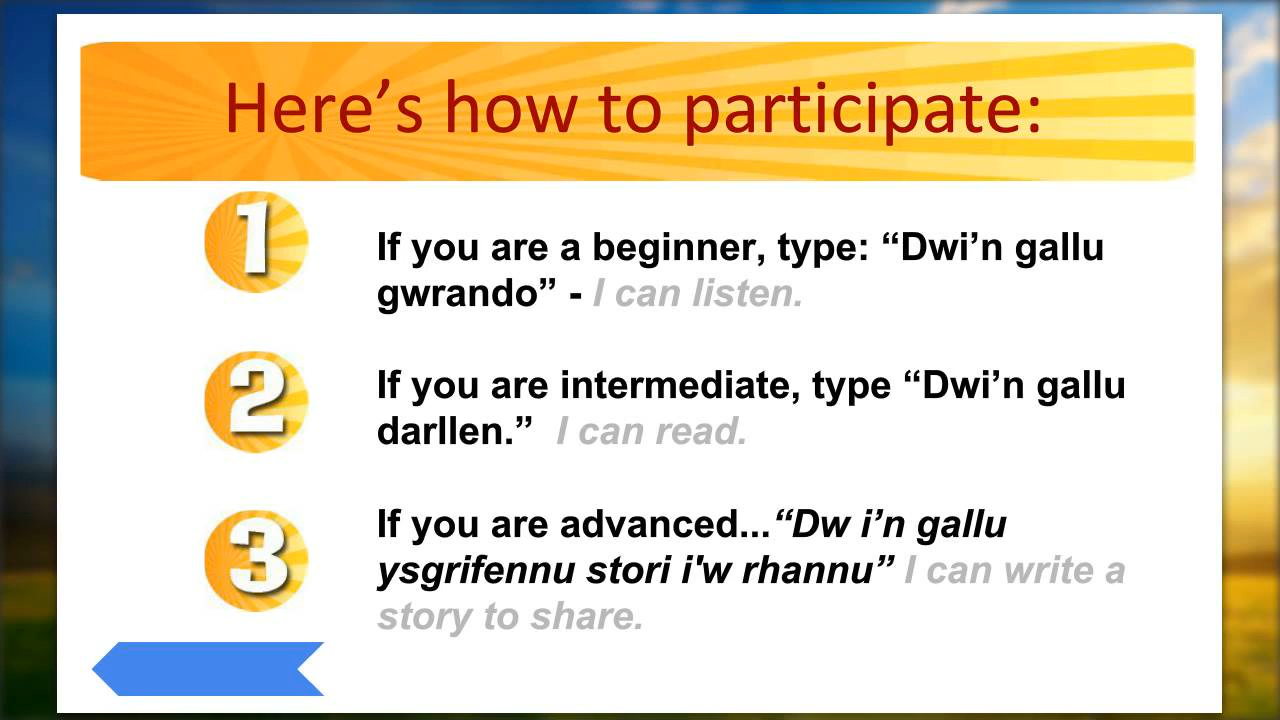 Here’s how to participate:
1
If you are a beginner, type: “Dwi’n gallu
gwrando” - I can listen.
2
If you are intermediate, type “Dwi’n gallu
darllen.” I can read.
3
If you are advanced...“Dw i’n gallu
ysgrifennu stori i'w rhannu” I can write a
story to share.